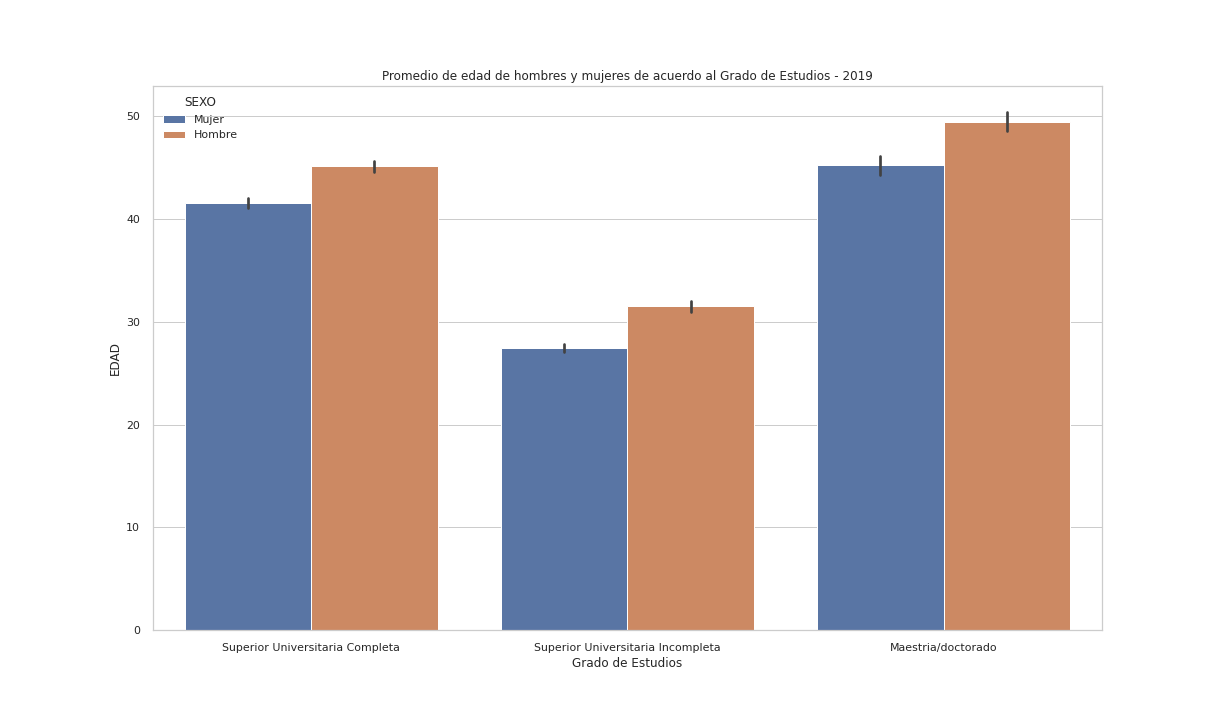 Promedio de edad de hombres y mujeres de acuerdo al Grado de Estudios - 2019
SEXO
Mujer
Hombre
50
40
30
20
10
0
EDAD
Superior Universitaria Completa
Superior Universitaria Incompleta
Maestria/doctorado
Grado de Estudios